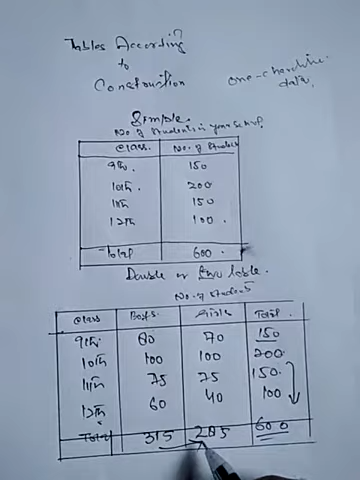 Tables According
to
Construction
one-
data,
Simple.
No. of Students in your School,
Class. No. of Students
9th. 150
10th. 200
11th 150
12th 100.
Total 600.
Double or Two Table.
No. of Students
Class Boys. Girls Total.
9th 80 70 150
10th 100 100 200
11th 75 75 150.
12th 60 40 100
Total 315 285 600